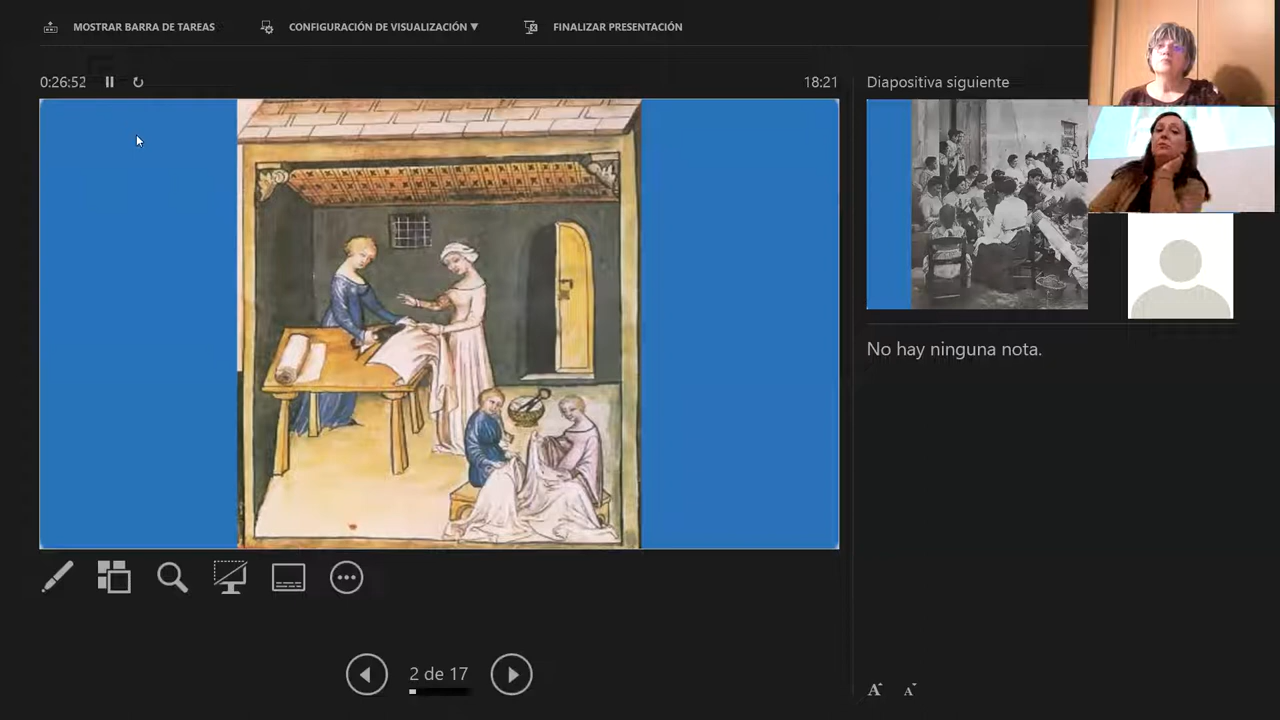 MOSTRAR BARRA DE TAREAS
CONFIGURACIÓN DE VISUALIZACIÓN ▼
FINALIZAR PRESENTACIÓN
0:26:52
18:21
Diapositiva siguiente
No hay ninguna nota.
2 de 17
A A